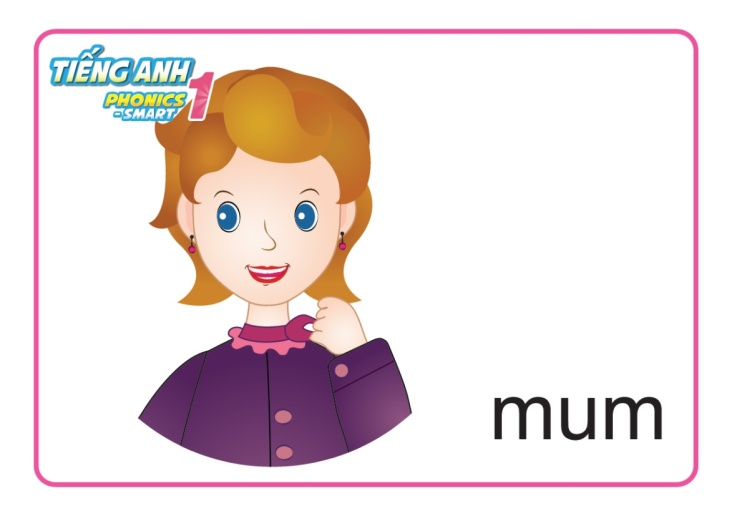 TIẾNG ANH 1
PHONICS
-SMART
mum